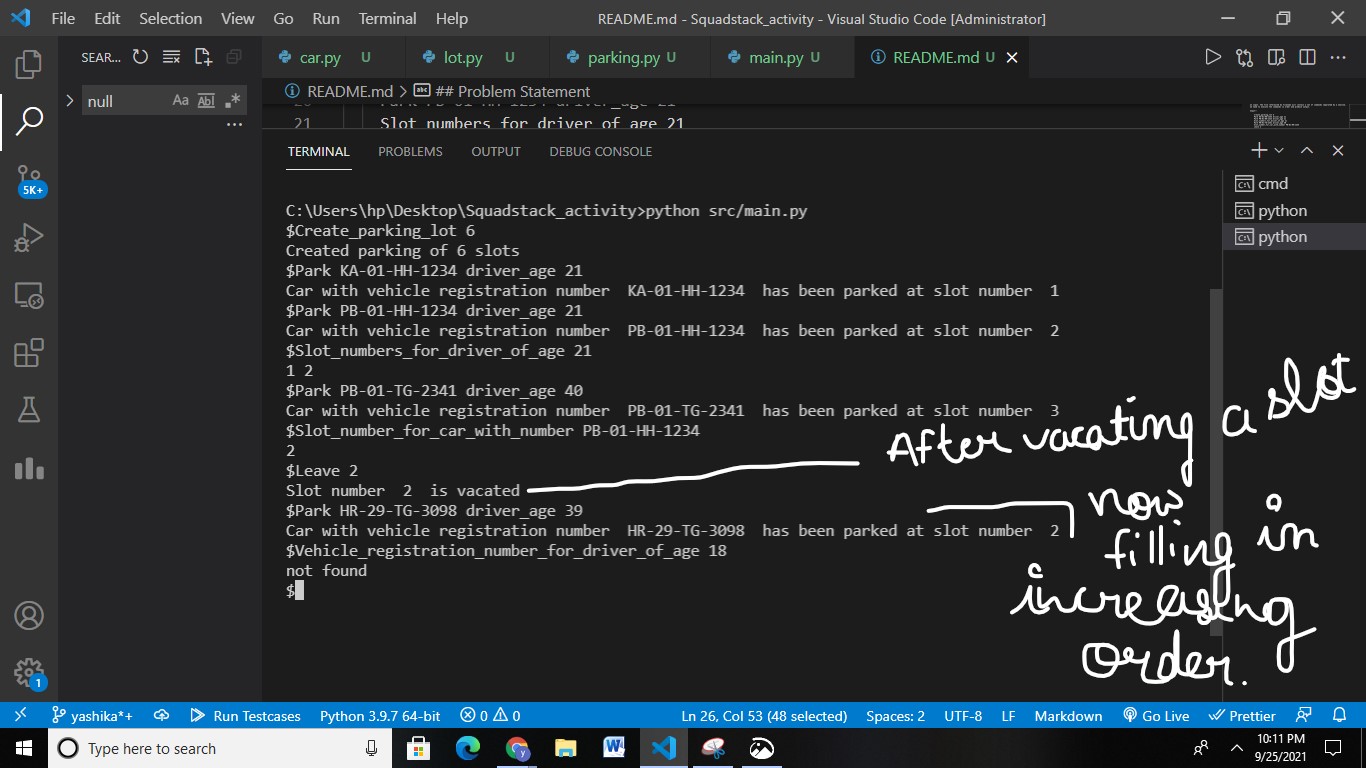 File Edit Selection View Go Run Terminal Help README.md - Squadstack_activity - Visual Studio Code [Administrator]
SEAR...
car.py U lot.py U parking.py U main.py U README.md U
null Aa Abl .*
README.md > ## Problem Statement
21 Slot_numbers_for_driver_of_age 21
TERMINAL PROBLEMS OUTPUT DEBUG CONSOLE
cmd
python
python
C:\Users\hp\Desktop\Squadstack_activity>python src/main.py
$Create_parking_lot 6
Created parking of 6 slots
$Park KA-01-HH-1234 driver_age 21
Car with vehicle registration number  KA-01-HH-1234  has been parked at slot number  1
$Park PB-01-HH-1234 driver_age 21
Car with vehicle registration number  PB-01-HH-1234  has been parked at slot number  2
$Slot_numbers_for_driver_of_age 21
1 2
$Park PB-01-TG-2341 driver_age 40
Car with vehicle registration number  PB-01-TG-2341  has been parked at slot number  3
$Slot_number_for_car_with_number PB-01-HH-1234
2
$Leave 2
Slot number  2  is vacated
$Park HR-29-TG-3098 driver_age 39
Car with vehicle registration number  HR-29-TG-3098  has been parked at slot number  2
$Vehicle_registration_number_for_driver_of_age 18
not found
$
After vacating a slot
now
filling in
increasing
order.
5K+
1
yashika*+ Run Testcases Python 3.9.7 64-bit 0 0 Ln 26, Col 53 (48 selected) Spaces: 2 UTF-8 LF Markdown Go Live Prettier
Type here to search
10:11 PM
9/25/2021